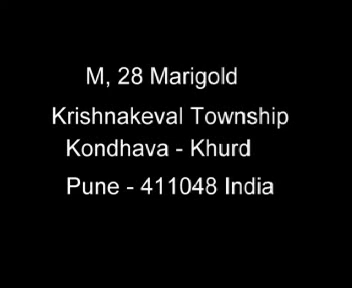 M, 28 Marigold
Krishnakeval Township
Kondhava - Khurd
Pune - 411048 India